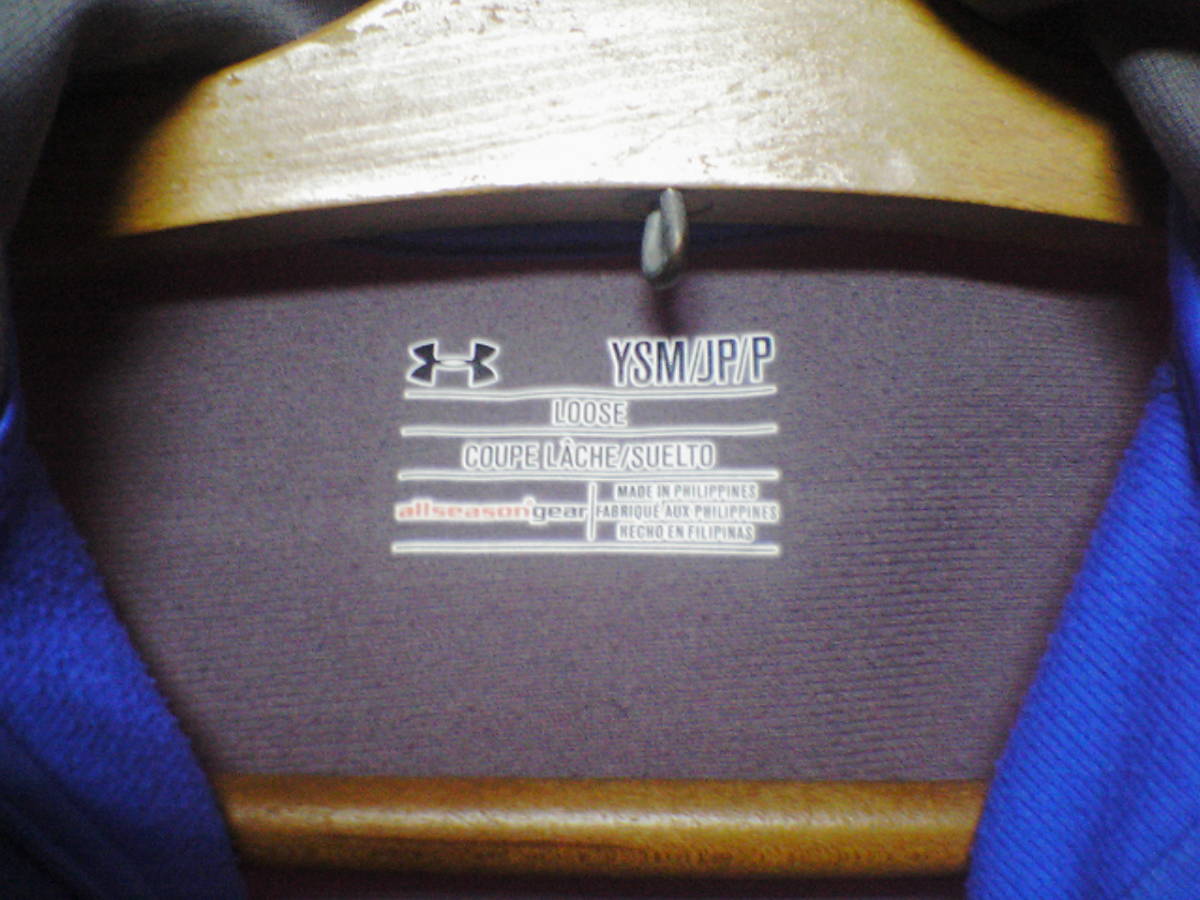 YSM/JP/P
LOOSE
COUPE LÂCHE/SUELTO
allseasongear
MADE IN PHILIPPINES
FABRIQUÉ AUX PHILIPPINES
HECHO EN FILIPINAS